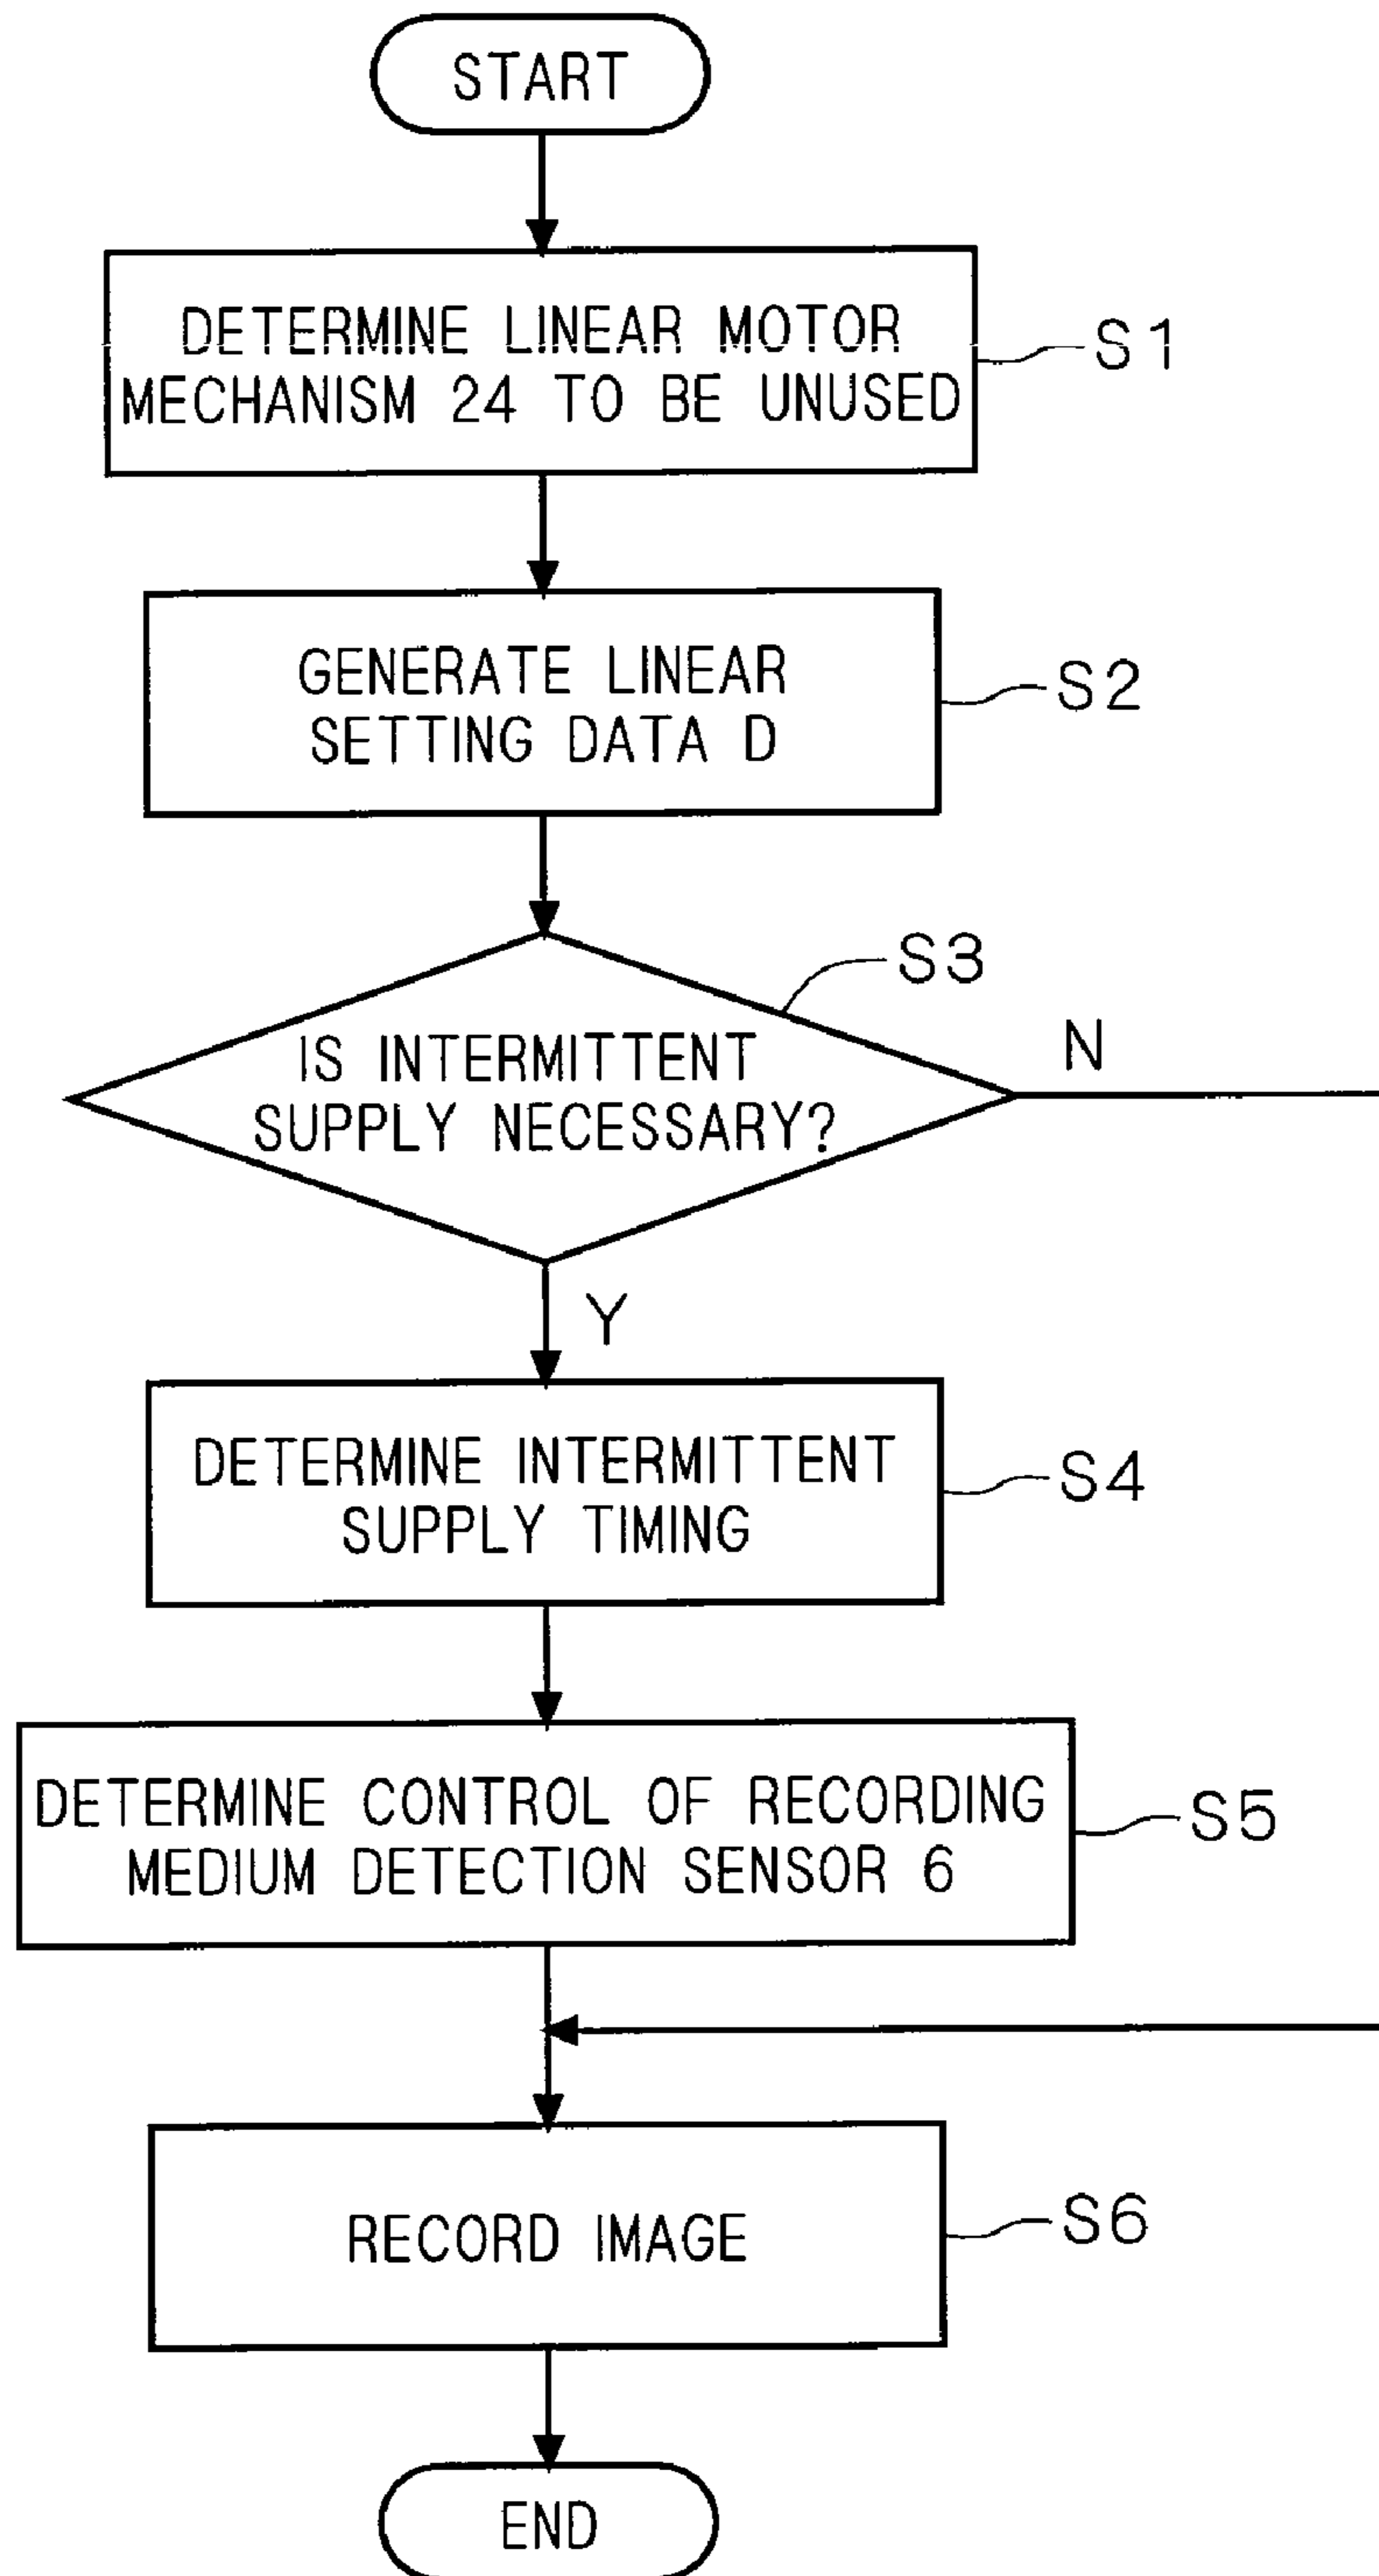 START
DETERMINE LINEAR MOTOR
MECHANISM 24 TO BE UNUSED
S1
GENERATE LINEAR
SETTING DATA D
S2
S3
IS INTERMITTENT
SUPPLY NECESSARY?
N
Y
DETERMINE INTERMITTENT
SUPPLY TIMING
S4
DETERMINE CONTROL OF RECORDING
MEDIUM DETECTION SENSOR 6
S5
RECORD IMAGE
S6
END